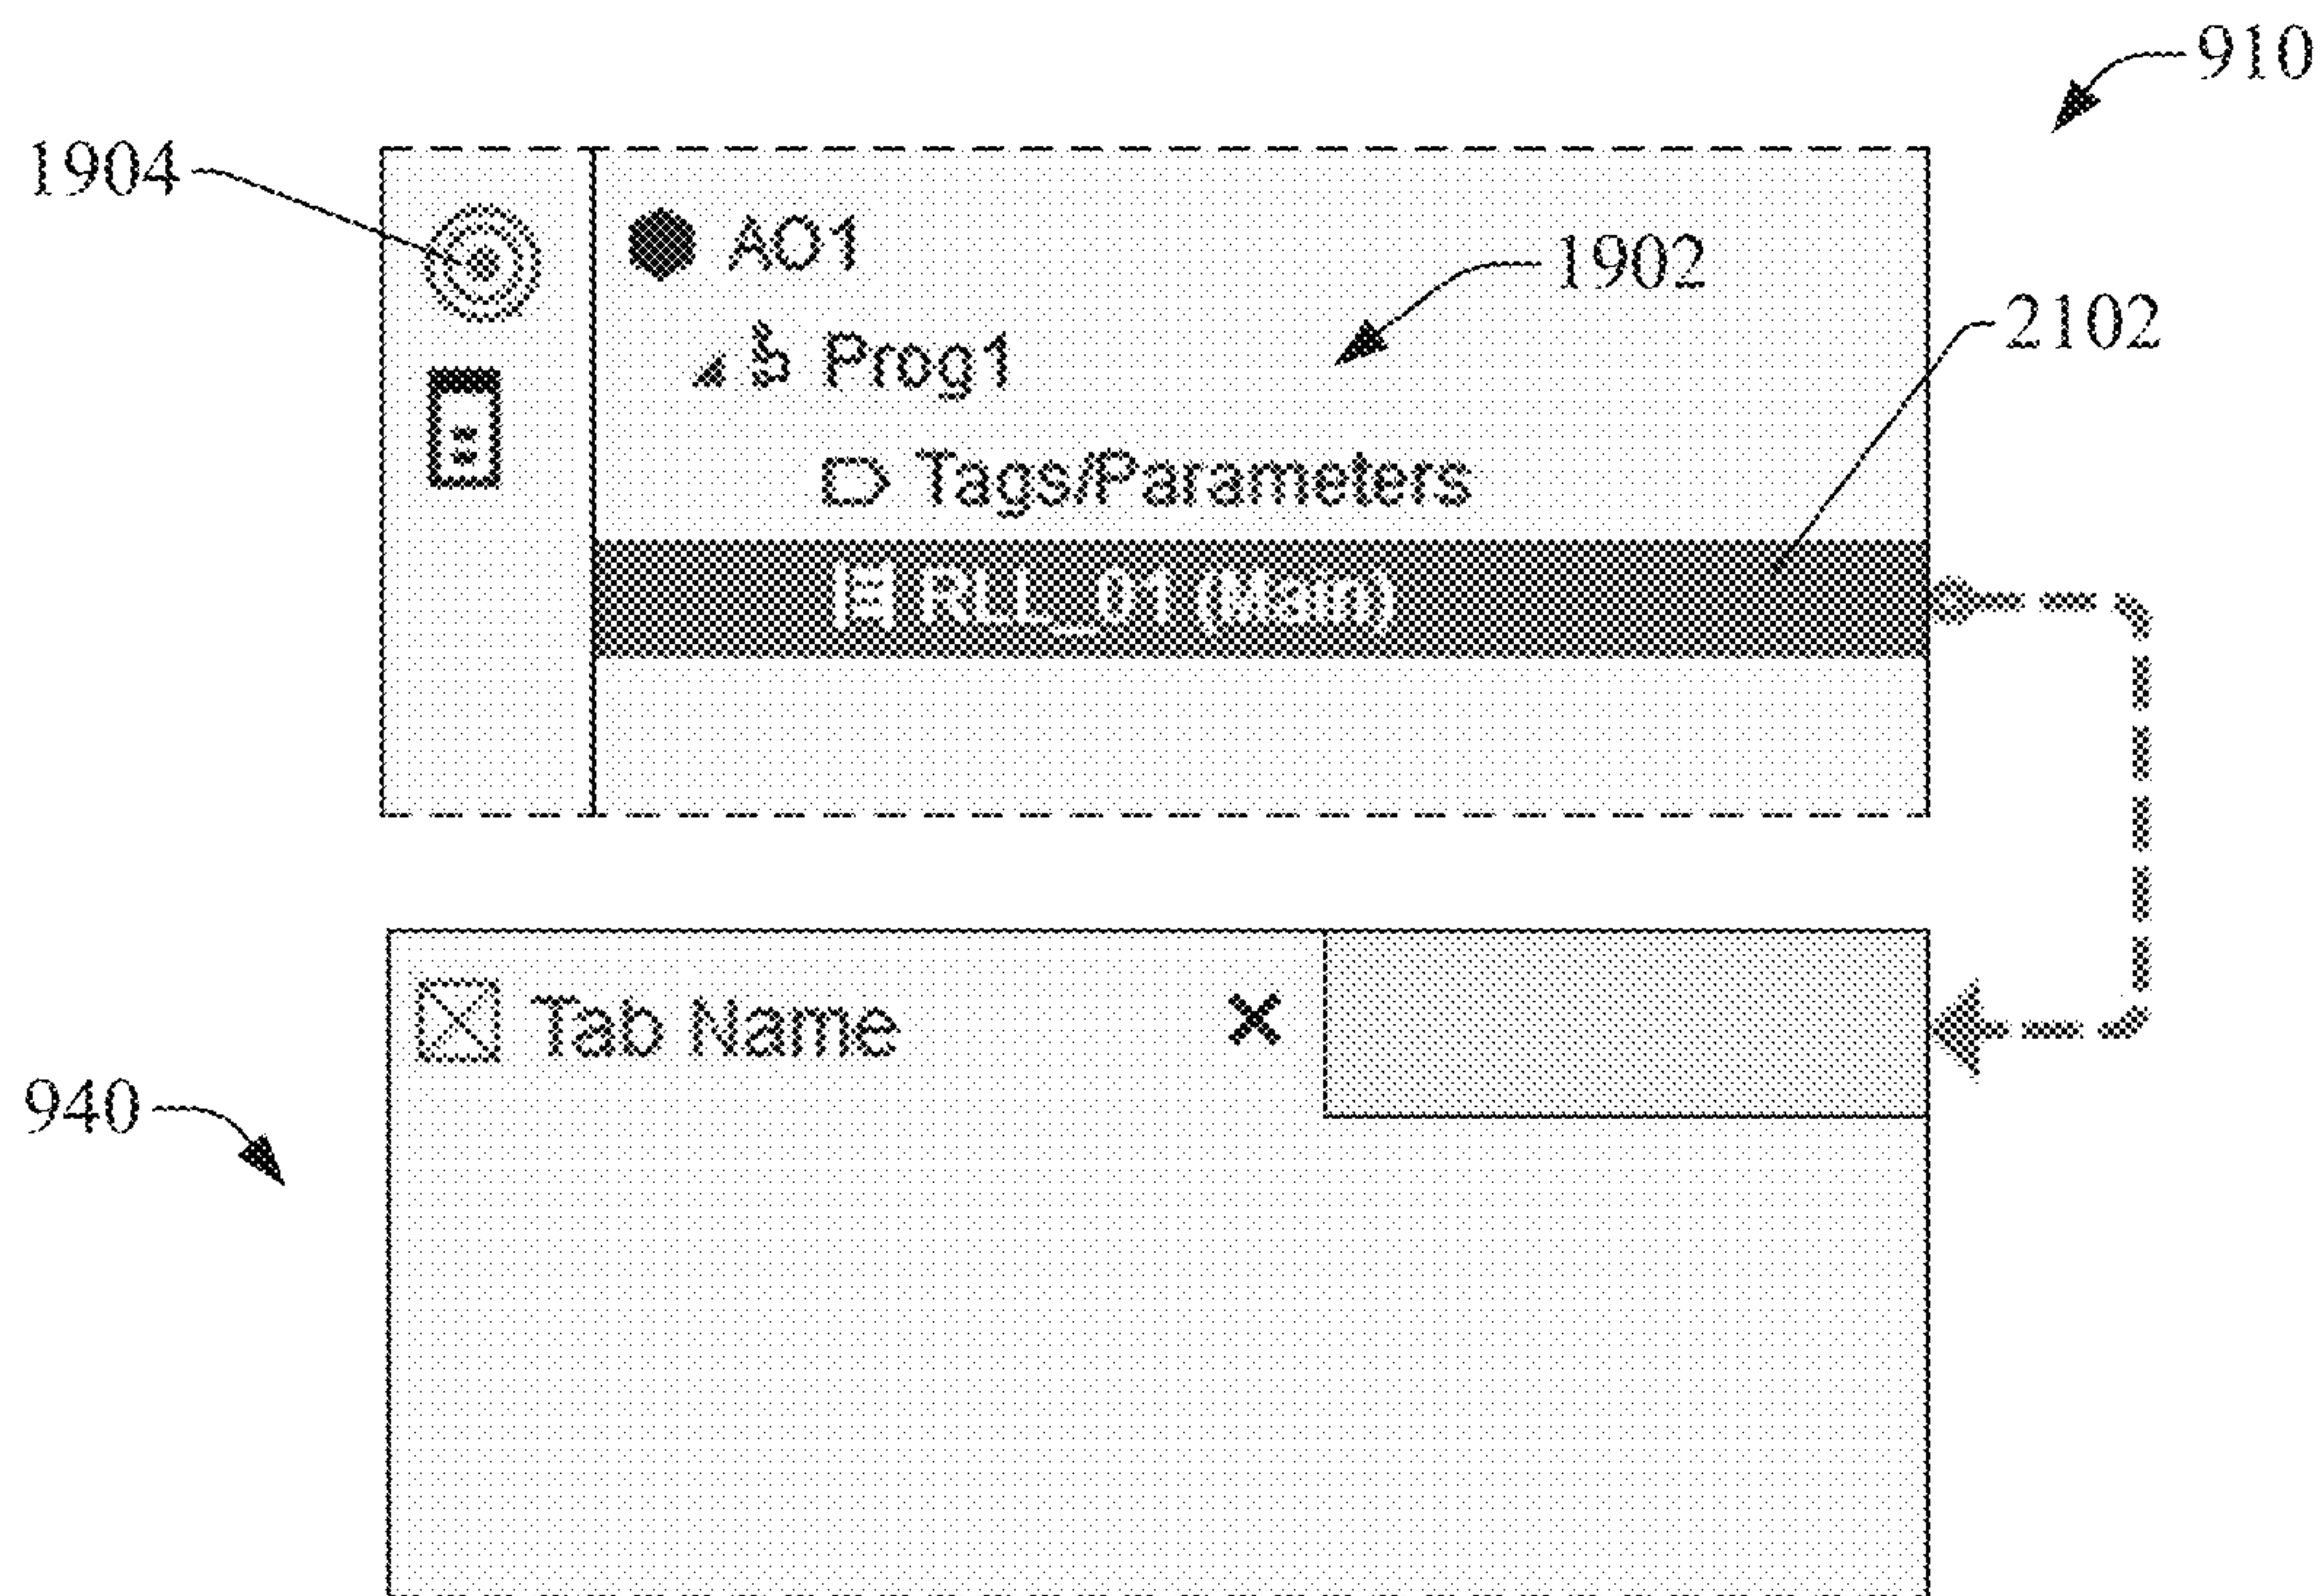 910
1904
AO1
1902
2102
Prog1
Tags/Parameters
RLL_01 (Main)
Tab Name
940